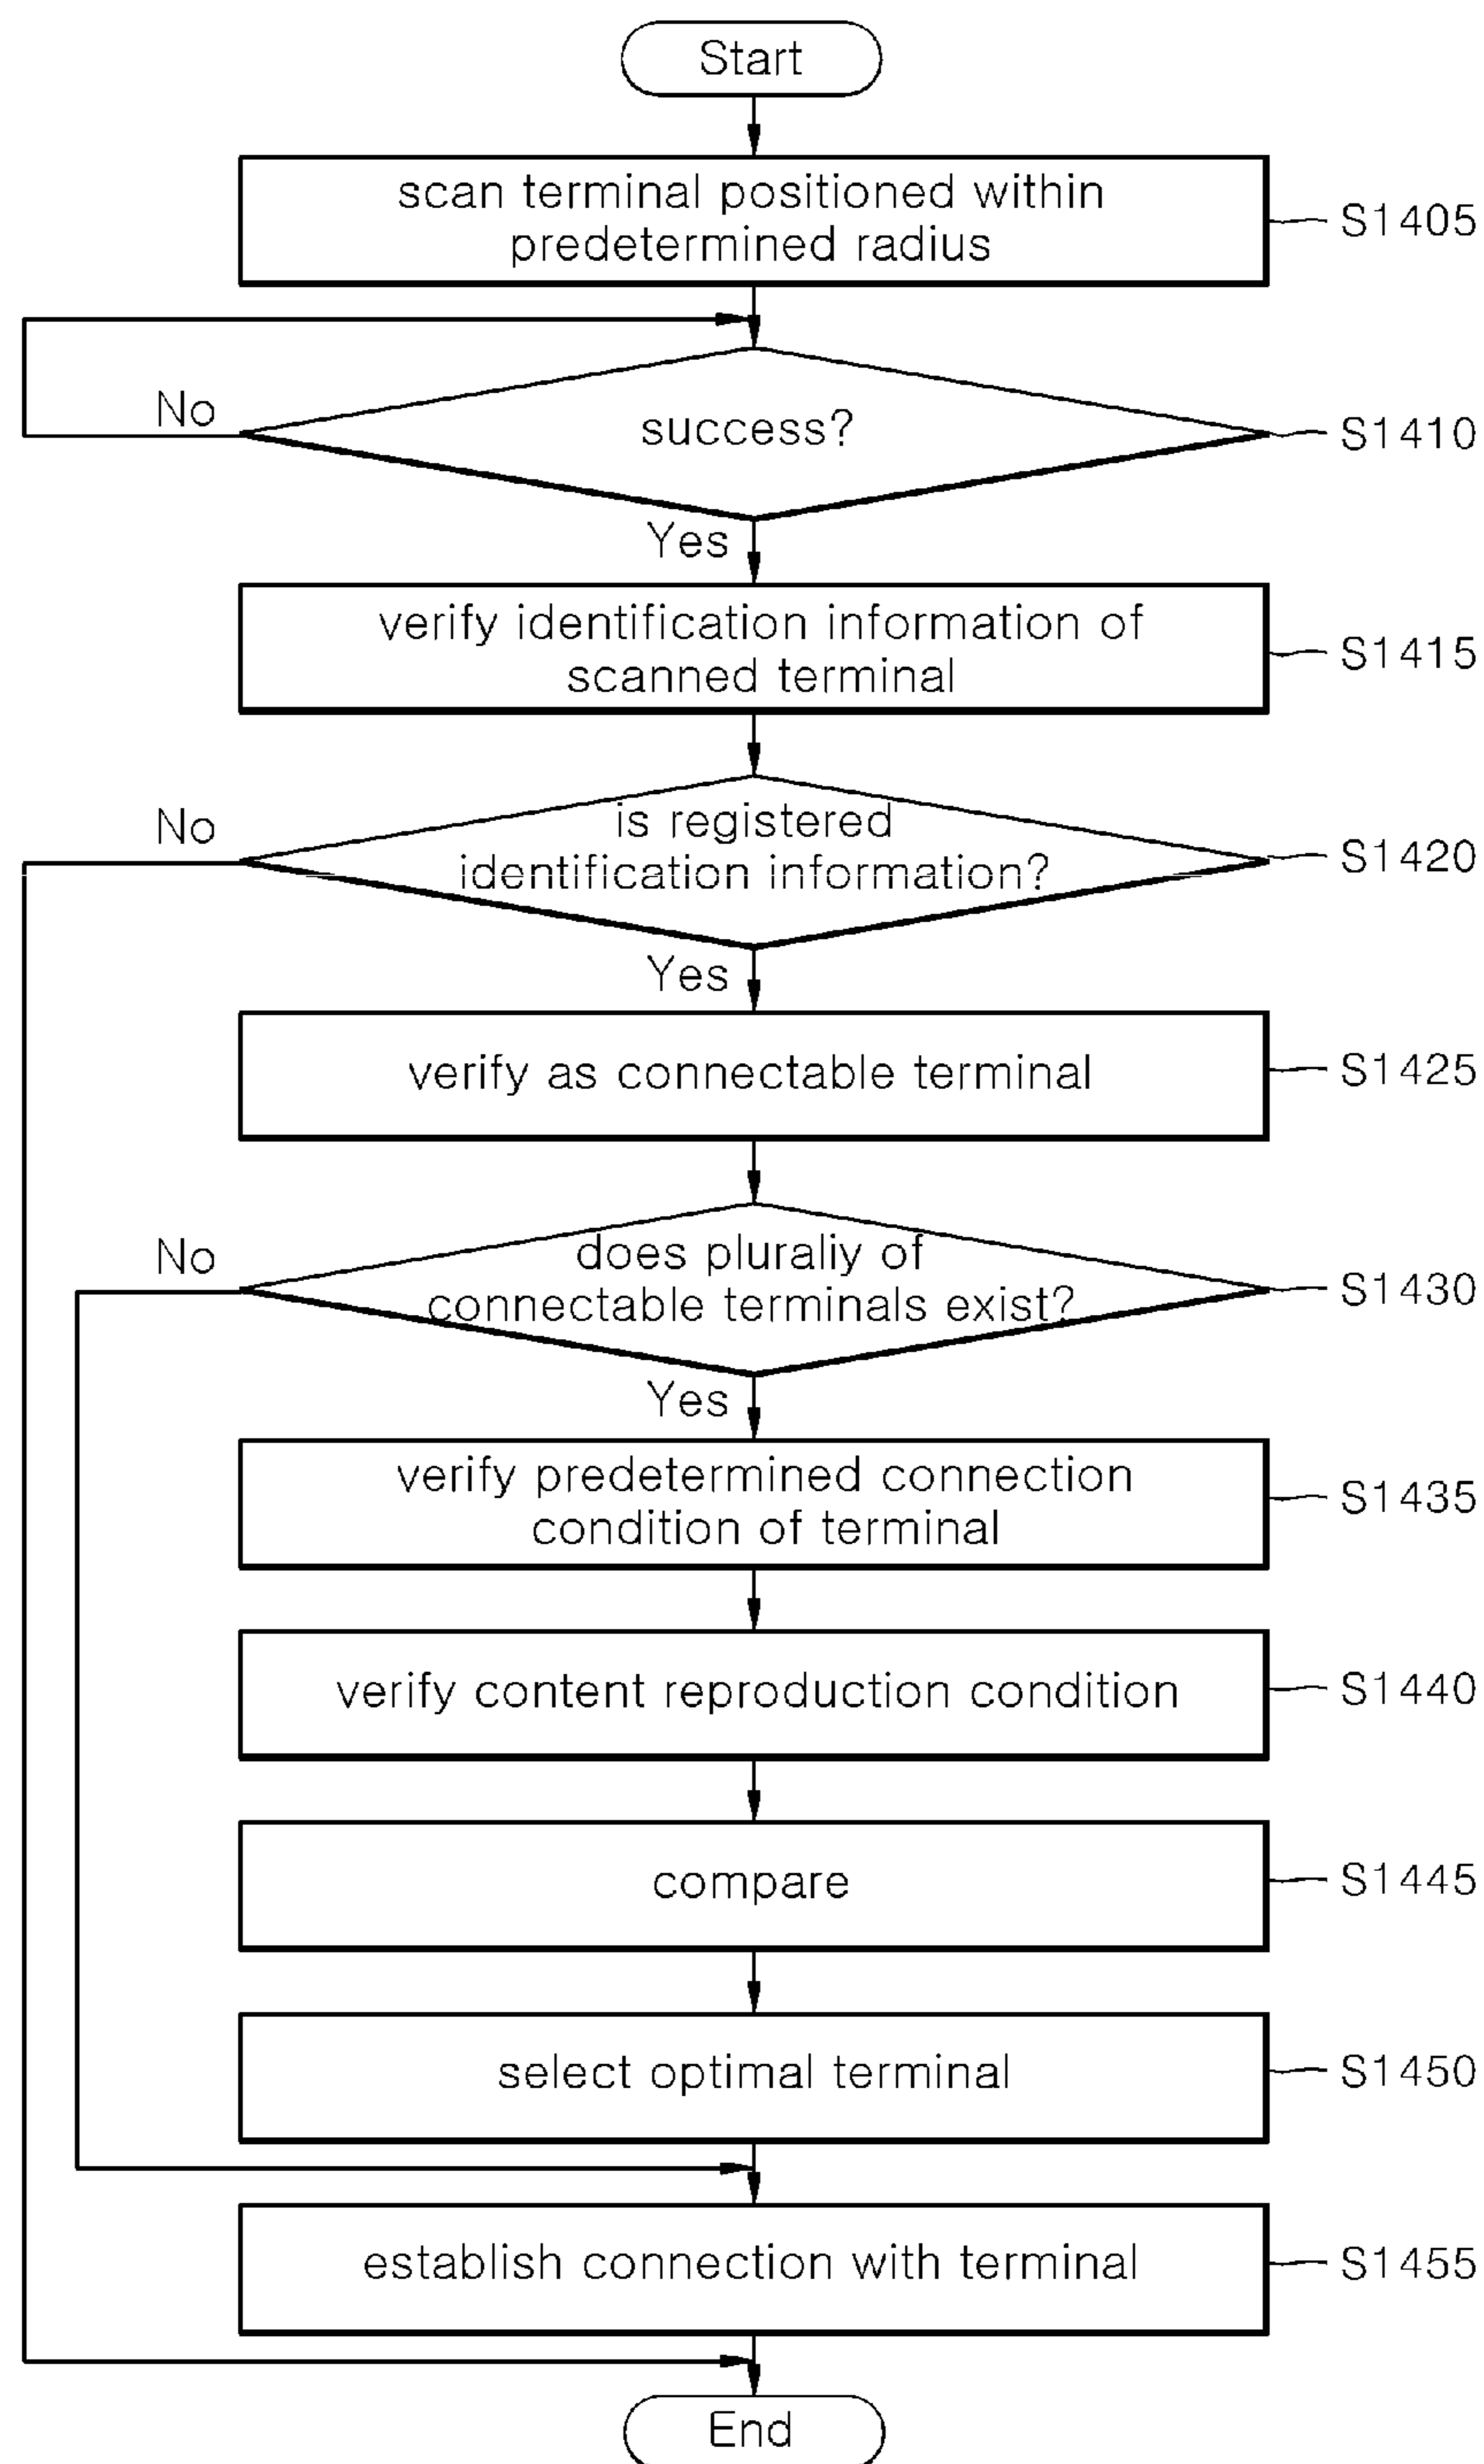 Start
scan terminal positioned within
predetermined radius
S1405
No
success?
S1410
Yes
verify identification information of
scanned terminal
S1415
No
is registered
identification information?
S1420
Yes
verify as connectable terminal
S1425
No
does pluraliy of
connectable terminals exist?
S1430
Yes
verify predetermined connection
condition of terminal
S1435
verify content reproduction condition
S1440
compare
S1445
select optimal terminal
S1450
establish connection with terminal
S1455
End